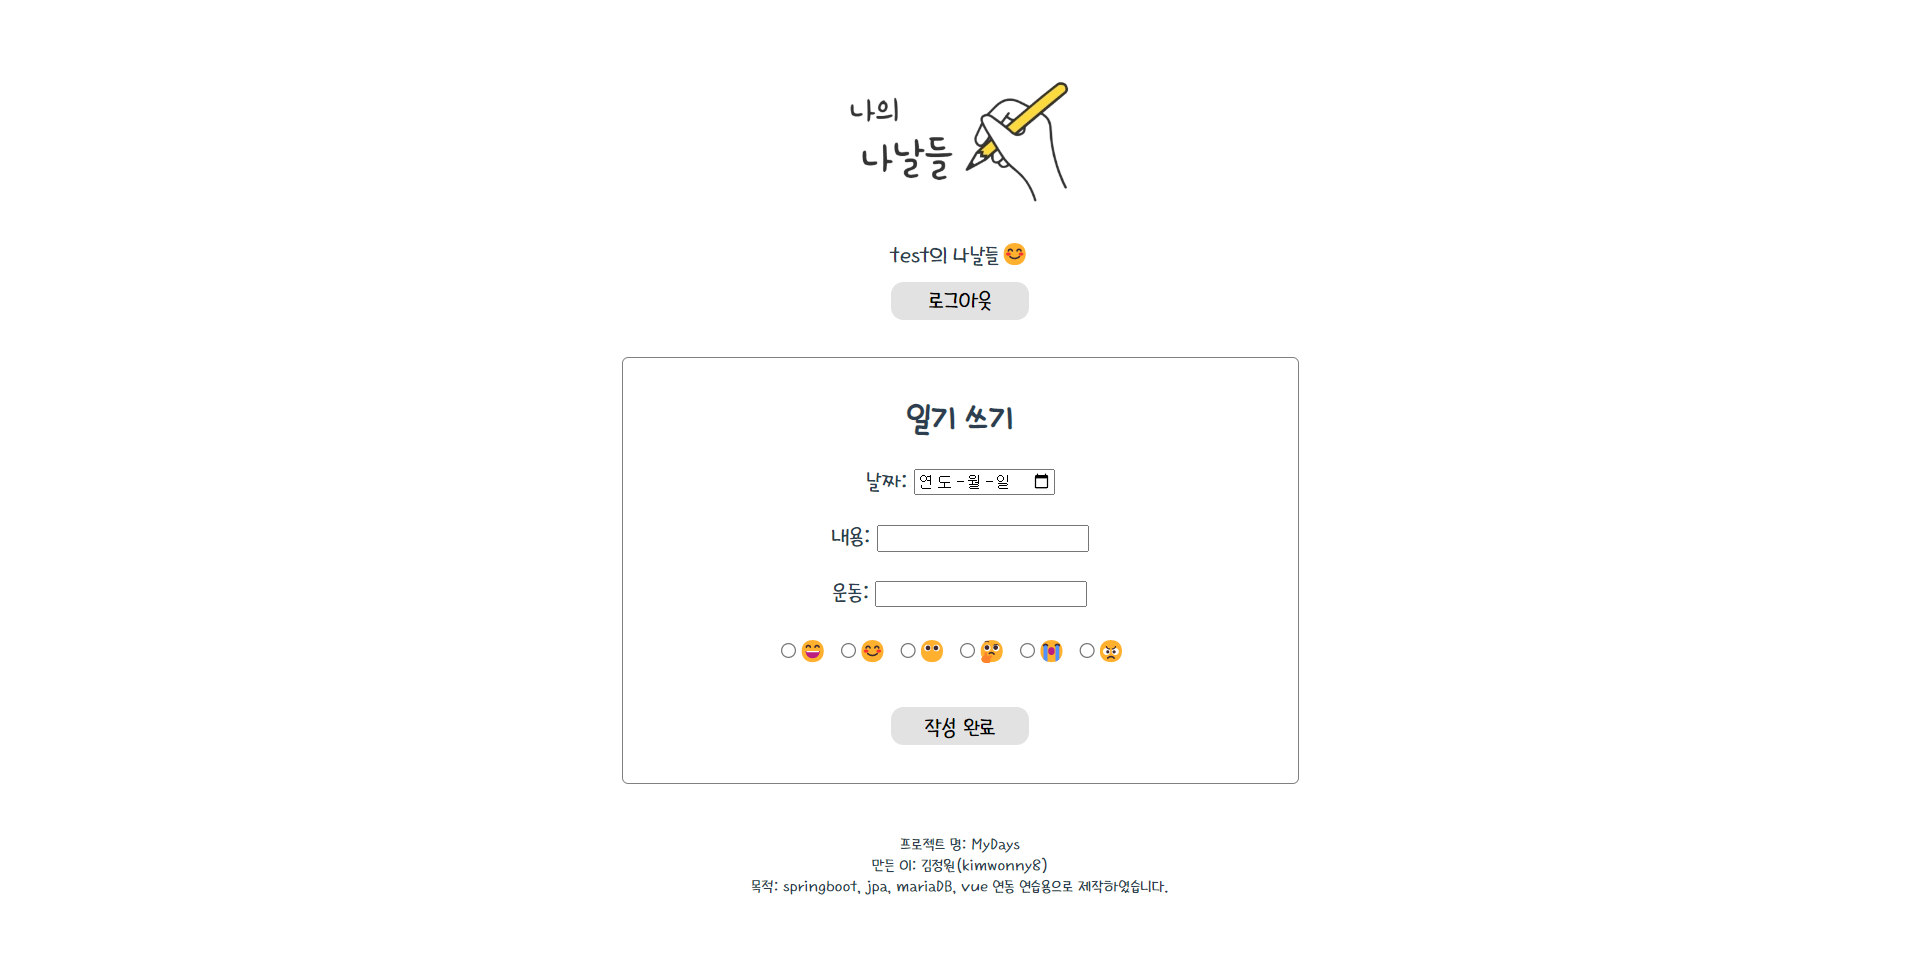 나의
나날들
test의 나날들 😊
로그아웃
일기 쓰기
날짜: 연도-월-일
내용:
운동:
작성 완료
프로젝트 명: MyDays
만든 이: 김정원(kimwonny8)
목적: springboot, jpa, mariaDB, vue 연동 연습용으로 제작하였습니다.